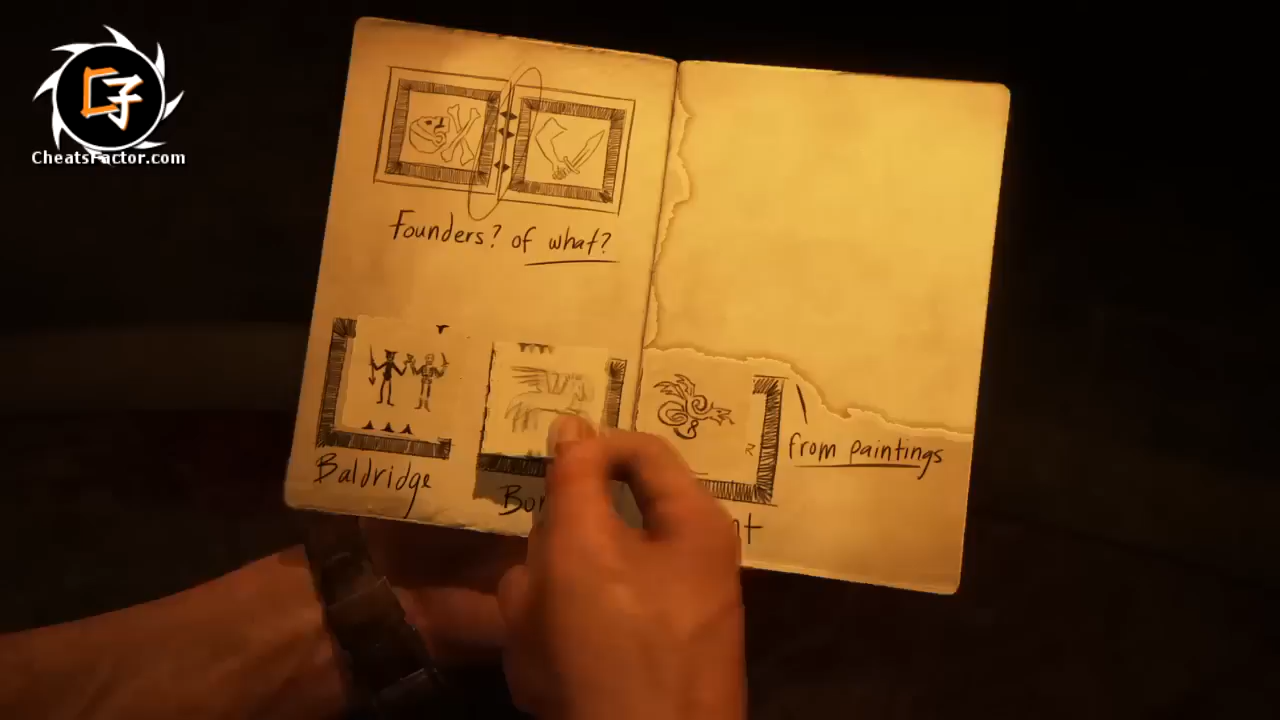 CheatsFactor.com
Founders? of what?
Baldridge
from paintings